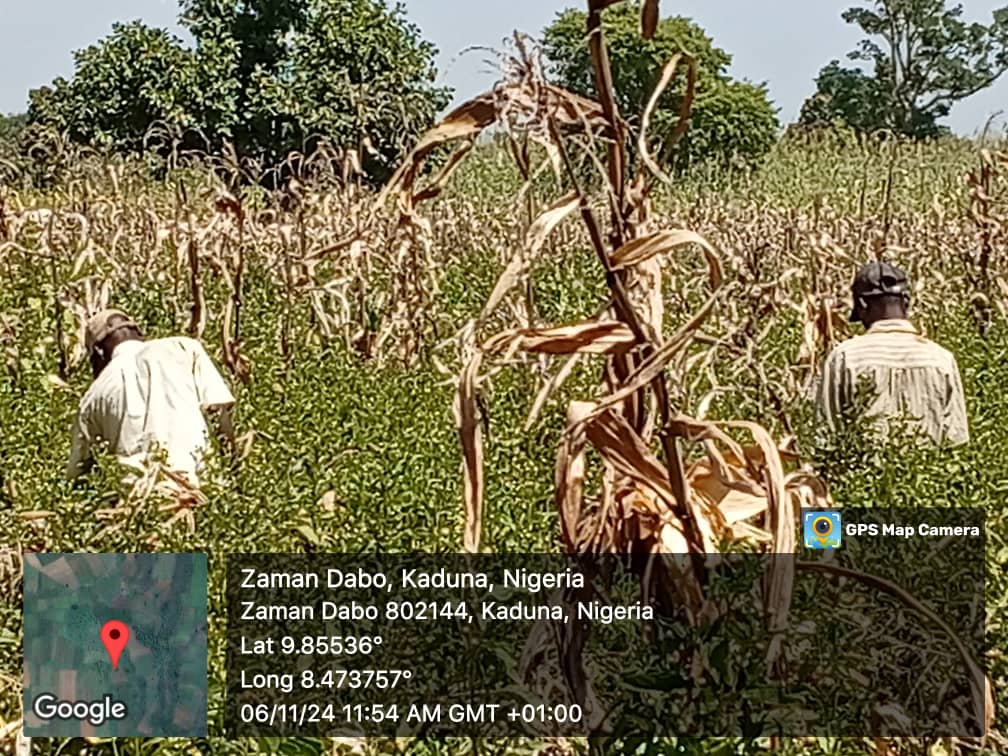 GPS Map Camera
Zaman Dabo, Kaduna, Nigeria
Zaman Dabo 802144, Kaduna, Nigeria
Lat 9.85536°
Long 8.473757°
06/11/24 11:54 AM GMT +01:00
Google